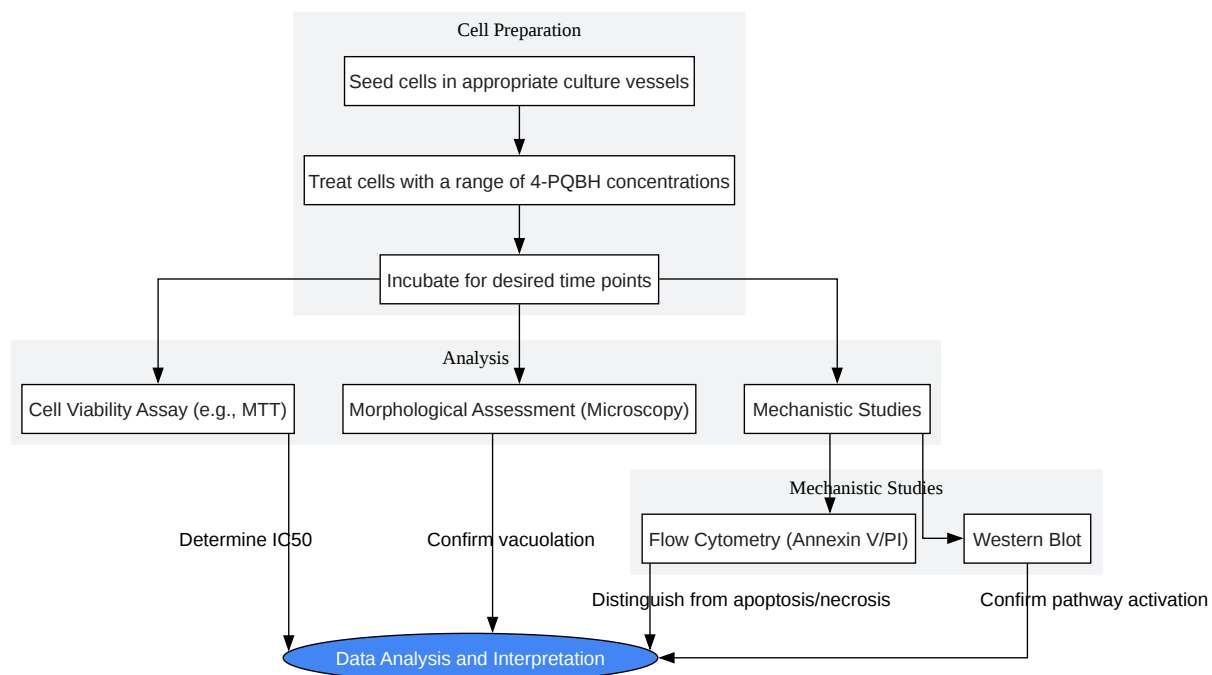 Cell Preparation
Seed cells in appropriate culture vessels
Treat cells with a range of 4-PQBH concentrations
Incubate for desired time points
Analysis
Cell Viability Assay (e.g., MTT)
Morphological Assessment (Microscopy)
Mechanistic Studies
Mechanistic Studies
Flow Cytometry (Annexin V/PI)
Western Blot
Determine IC50
Confirm vacuolation
Distinguish from apoptosis/necrosis
Confirm pathway activation
Data Analysis and Interpretation